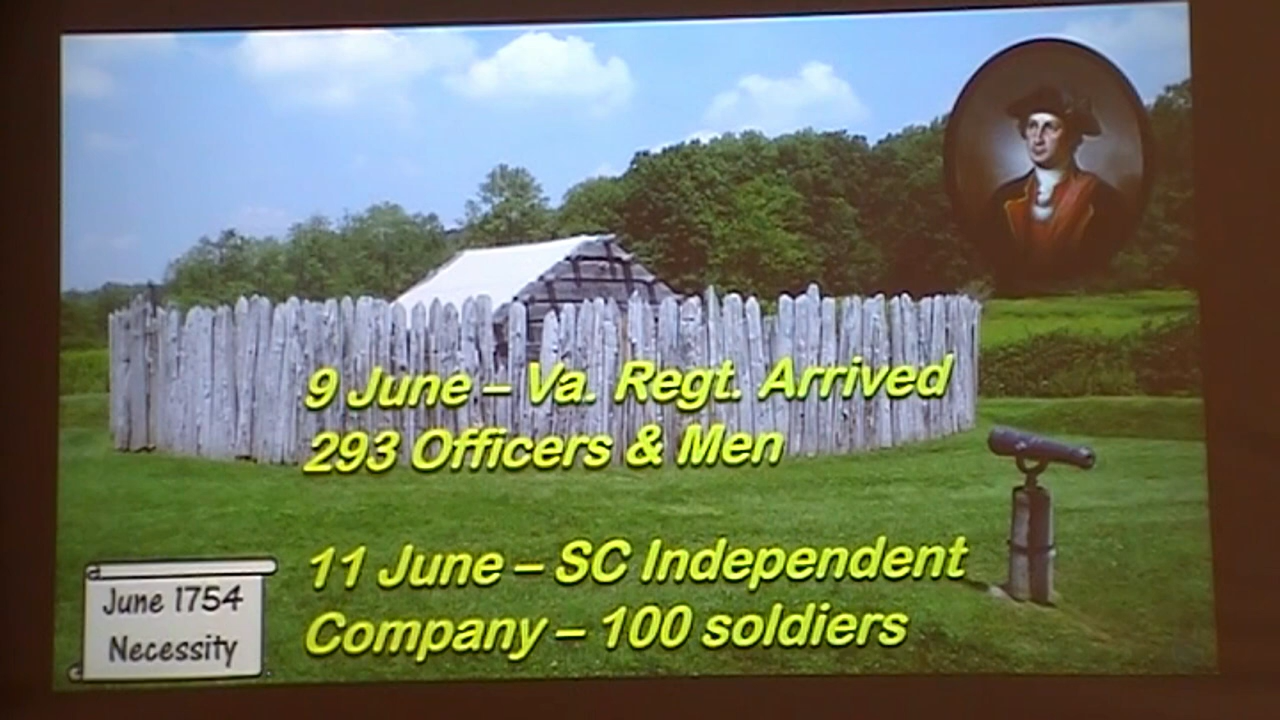 9 June – Va. Regt. Arrived
293 Officers & Men
11 June – SC Independent
Company – 100 soldiers
June 1754
Necessity